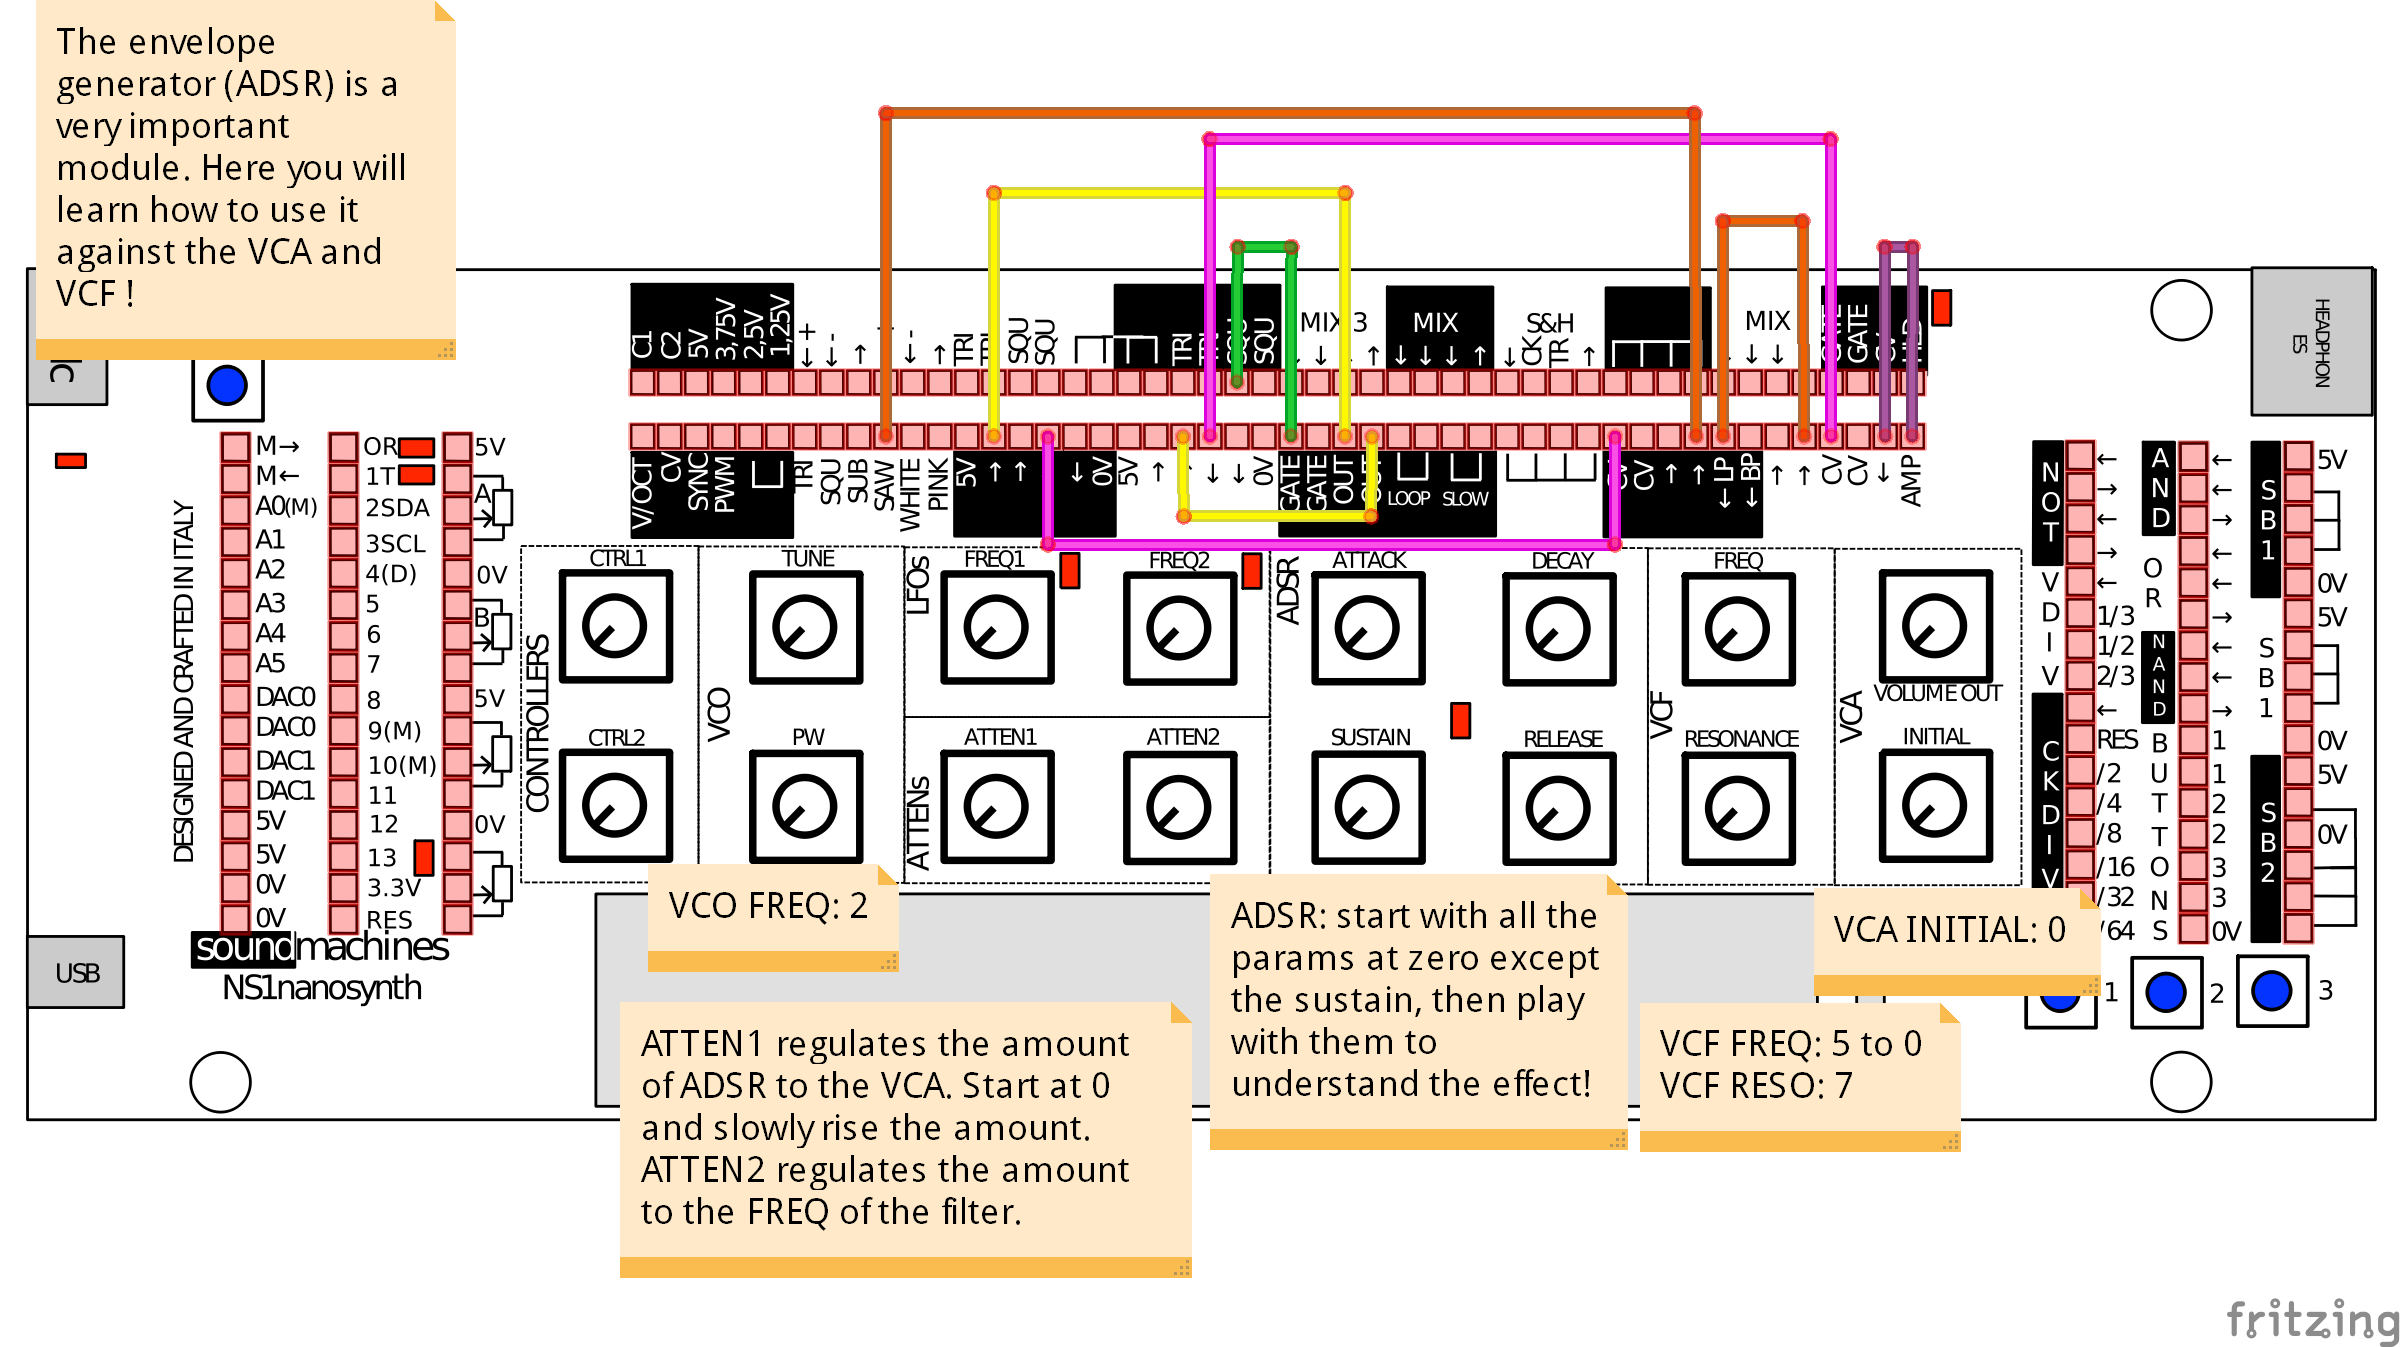 The envelope
generator (ADSR) is a
very important
module. Here you will
learn how to use it
against the VCA and
VCF !
C1
C2
5V
3,75V
2,5V
1,25V
↓ +
↓ -
↑
↓ -
↑
TRI
SQU
SQU
TRI
SQU
MIX 3
↓ ↑
MIX
↓ ↓ ↓ ↑
S&H
↓
CK
TR
↑
MIX
↓ ↓
GATE
GATE
HEADPHON
ES
V/OCT
CV
SYNC
PWM
TRI
SQU
SUB
SAW
WHITE
PINK
5V
↑
↑
↓
0V
5V
↑
↓
↓
0V
GATE
GATE
OUT
OUT
LOOP
SLOW
CV
↑
↑
←LP
←BP
↑
↑
CV
CV
↓
AMP
M→
M←
A0(M)
A1
A2
A3
A4
A5
DAC0
DAC0
DAC1
DAC1
5V
5V
0V
0V
OR
1T
2SDA
3SCL
4(D)
5
6
7
8
9(M)
10(M)
11
12
13
3.3V
RES
5V
A
0V
B
5V
0V
DESIGNED AND CRAFTED IN ITALY
soundmachines
NS1nanosynth
USB
CONTROLLERS
CTRL1
CTRL2
VCO
TUNE
PW
LFOs
FREQ1
FREQ2
ATTENs
ATTEN1
ATTEN2
ADSR
ATTACK
DECAY
SUSTAIN
RELEASE
VCF
FREQ
RESONANCE
VCA
VOLUME OUT
INITIAL
NOT
←
→
←
→
VDIV
←
1/3
1/2
2/3
CKDIV
←
RES
/2
/4
/8
/16
/32
/64
AND
←
←
→
OR
←
←
→
NAND
←
←
→
BUTTONS
1
1
2
2
3
3
0V
SB1
5V
0V
SB1
5V
0V
SB2
5V
0V
1
2
3
VCO FREQ: 2
ATTEN1 regulates the amount
of ADSR to the VCA. Start at 0
and slowly rise the amount.
ATTEN2 regulates the amount
to the FREQ of the filter.
ADSR: start with all the
params at zero except
the sustain, then play
with them to
understand the effect!
VCA INITIAL: 0
VCF FREQ: 5 to 0
VCF RESO: 7
fritzing